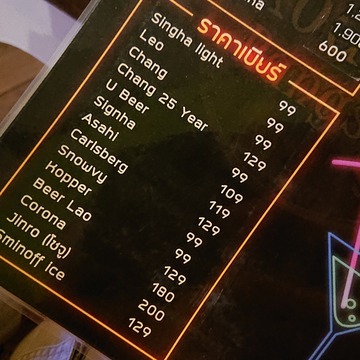 600
ราคาเบียร์
Singha light 99
Leo 99
Chang 99
Chang 25 Year 129
U Beer 99
Signha 109
Asahi 119
Carlsberg 129
Snowvy 99
Hopper 99
Beer Lao 129
Corona 180
Jinro (โซจู) 200
Sminoff ice 129